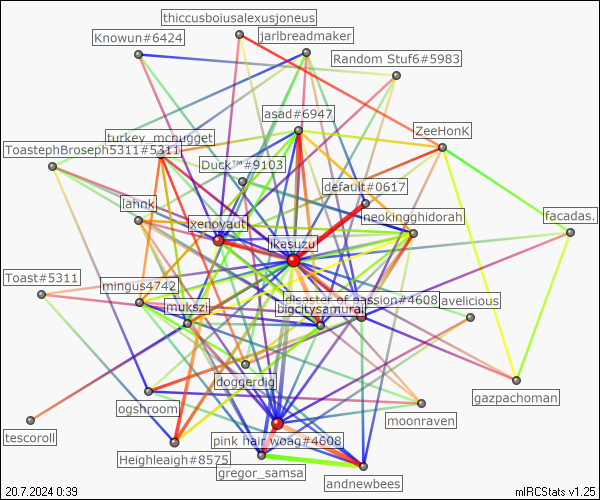 thiccusboiusalexusjoneus
Knowun#6424
jarlbreadmaker
Random Stuf6#5983
asad#6947
turkey_mcnugget
ZeeHonK
ToastephBroseph5311#5311
Duck™#9103
default#0617
lahnk.
neokingghidorah
facadas.
xenovaut
ikasuzu
Toast#5311
mingus4742
disaster of passion#4608
avelicious
mukszi
bigcitysamurai
doggerdig
gazpachoman
ogshroom
moonraven
tescoroll
pink hair woag#4608
Heighleaigh#8575
gregor_samsa
andnewbees
20.7.2024 0:39
mIRCStats v1.25